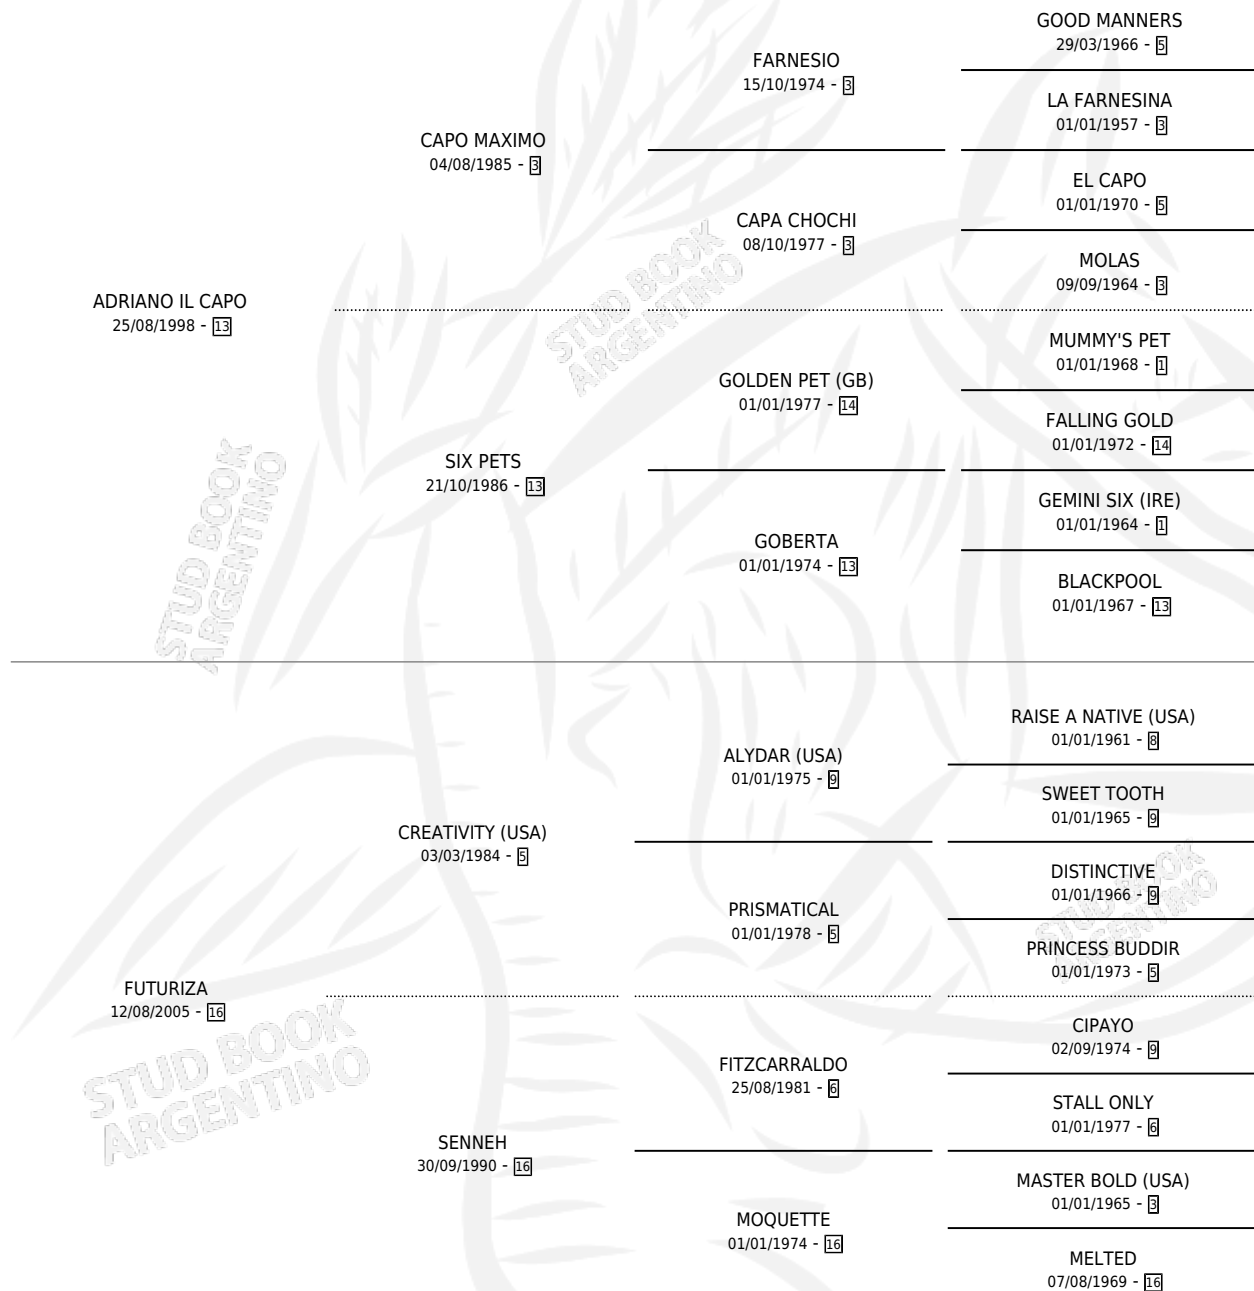 GOOD MANNERS
29/03/1966 - 5
FARNESIO
15/10/1974 - 3
LA FARNESINA
01/01/1957 - 3
CAPO MAXIMO
04/08/1985 - 3
EL CAPO
01/01/1970 - 5
CAPA CHOCHI
08/10/1977 - 3
MOLAS
09/09/1964 - 3
ADRIANO IL CAPO
25/08/1998 - 13
STUD BOOK
ARGENTINO
MUMMY'S PET
01/01/1968 - 1
GOLDEN PET (GB)
01/01/1977 - 14
FALLING GOLD
01/01/1972 - 14
SIX PETS
21/10/1986 - 13
GEMINI SIX (IRE)
01/01/1964 - 1
GOBERTA
01/01/1974 - 13
BLACKPOOL
01/01/1967 - 13
STUD BOOK
ARGENTINO
RAISE A NATIVE (USA)
01/01/1961 - 8
ALYDAR (USA)
01/01/1975 - 9
SWEET TOOTH
01/01/1965 - 9
CREATIVITY (USA)
03/03/1984 - 5
DISTINCTIVE
01/01/1966 - 9
PRISMATICAL
01/01/1978 - 5
STUD BOOK
ARGENTINO
PRINCESS BUDDIR
01/01/1973 - 5
FUTURIZA
12/08/2005 - 16
CIPAYO
02/09/1974 - 9
FITZCARRALDO
25/08/1981 - 6
STUD BOOK
ARGENTINO
STALL ONLY
01/01/1977 - 6
SENNEH
30/09/1990 - 16
MASTER BOLD (USA)
01/01/1965 - 3
MOQUETTE
01/01/1974 - 16
MELTED
07/08/1969 - 16